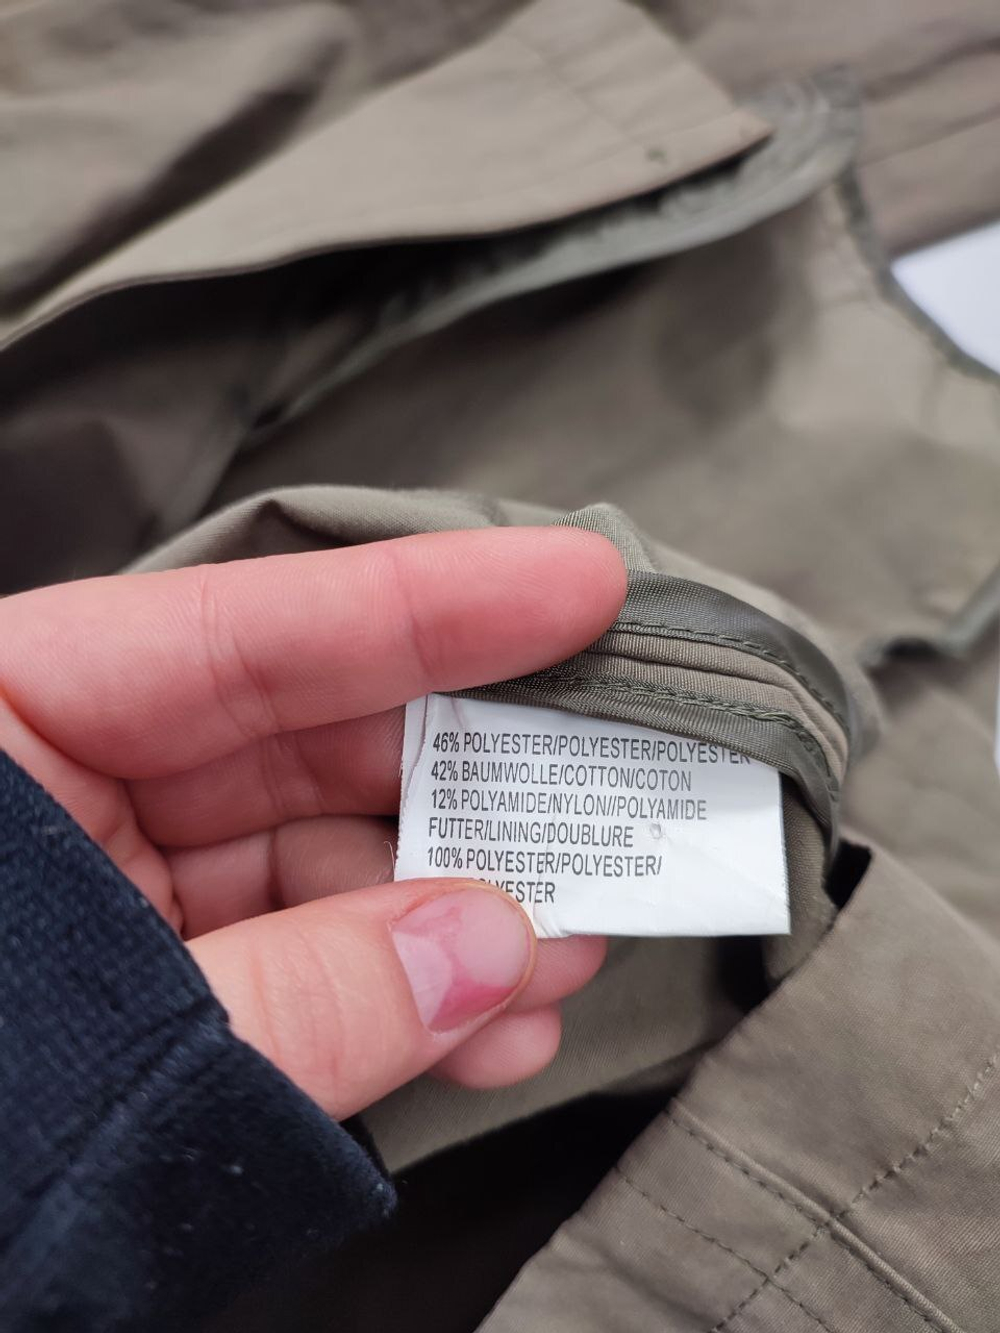 46% POLYESTER/POLYESTER/POLYESTER
42% BAUMWOLLE/COTTON/COTON
12% POLYAMIDE/NYLON//POLYAMIDE
FUTTER/LINING/DOUBLURE
100% POLYESTER/POLYESTER/